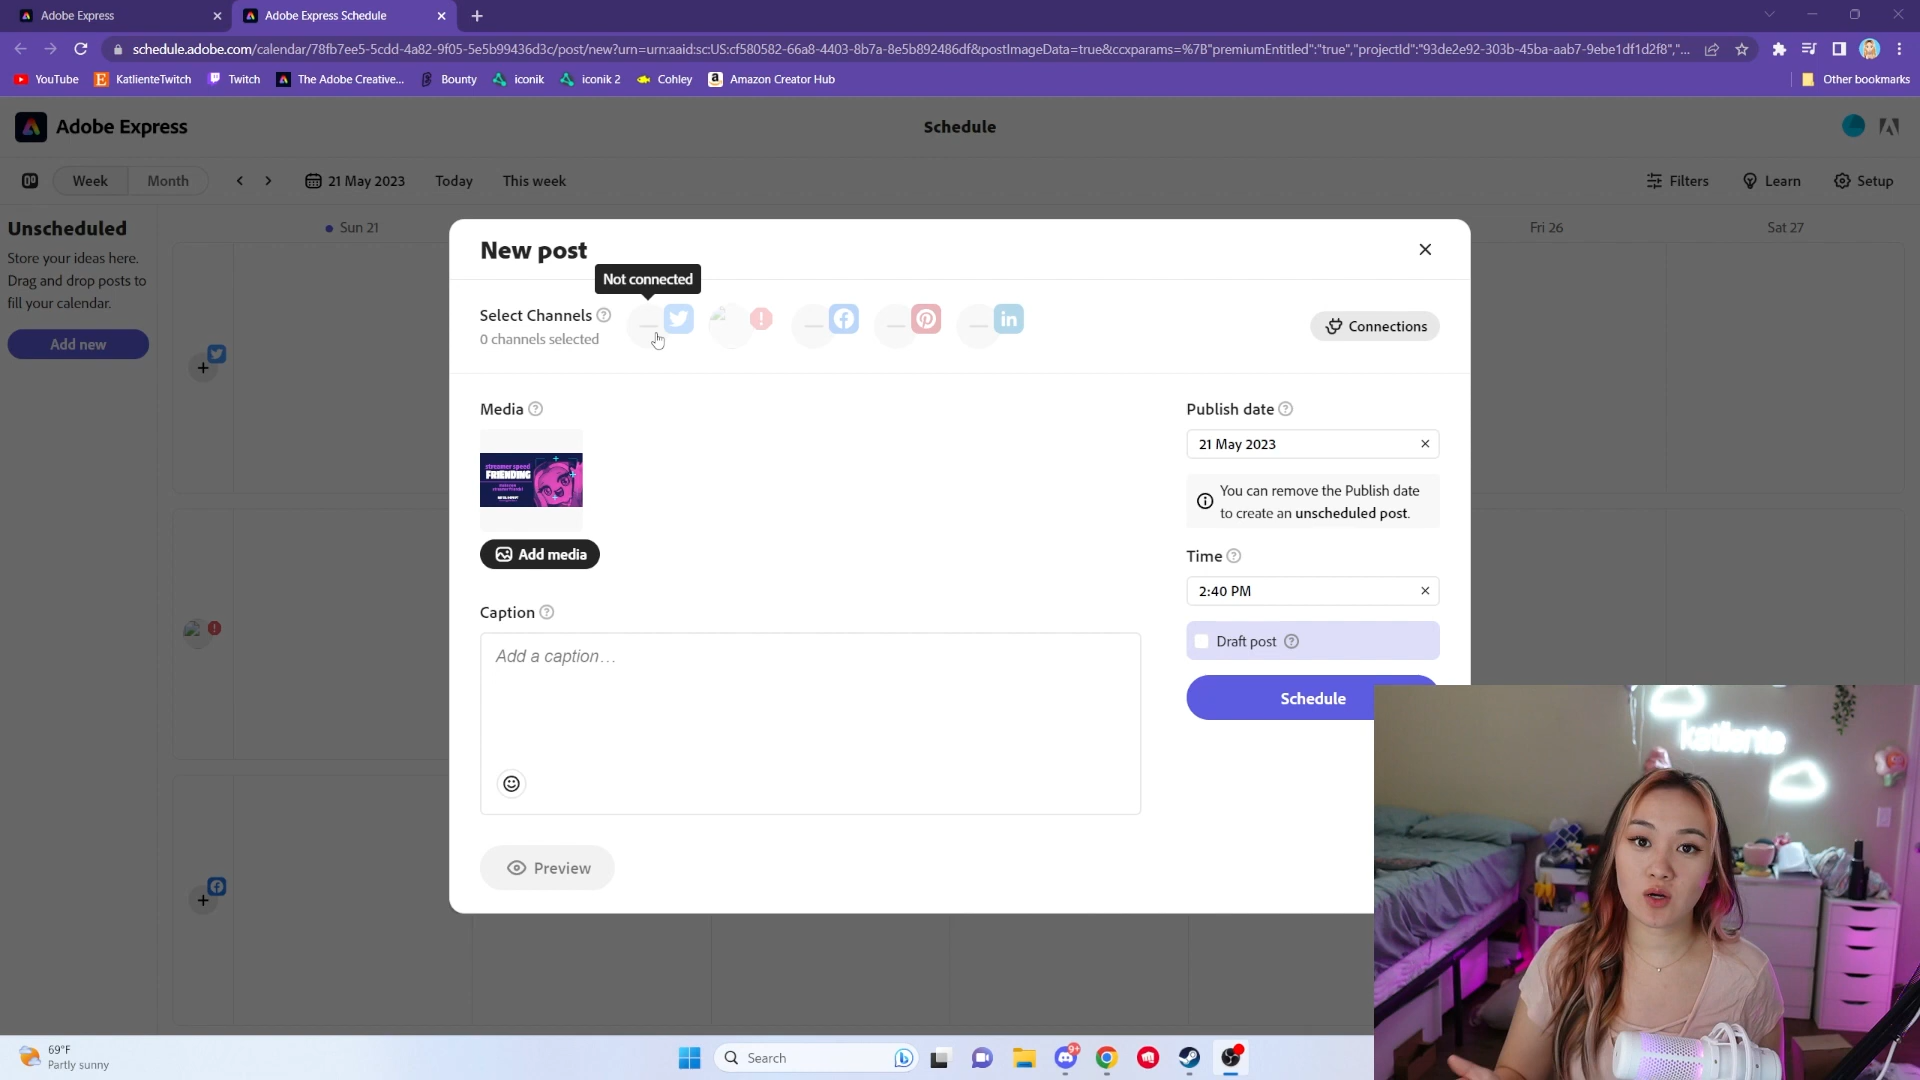 Adobe Express
Adobe Express Schedule
schedule.adobe.com/calendar/78fb7ee5-5cdd-4a82-9f05-5e5b99436d3c/post/new?urn=urn:aaid:sc:US:cf580582-66a8-4403-8b7a-8e5b892486df&postImageData=true&ccxparams=%7B"premiumEntitled":"true","projectId":"93de2e92-303b-45ba-aab7-9ebe1df1d2f8","...
YouTube
KatlienteTwitch
Twitch
The Adobe Creative...
Bounty
iconik
iconik 2
Cohley
Amazon Creator Hub
Other bookmarks
Adobe Express
Schedule
Week
Month
21 May 2023
Today
This week
Filters
Learn
Setup
Unscheduled
Store your ideas here.
Drag and drop posts to
fill your calendar.
Add new
Sun 21
Fri 26
Sat 27
New post
Not connected
Select Channels
0 channels selected
Connections
Media
streamer speed
FRIENDING
Add media
Caption
Add a caption...
Preview
Publish date
21 May 2023
You can remove the Publish date
to create an unscheduled post.
Time
2:40 PM
Draft post
Schedule
katliente
69°F
Partly sunny
Search
9+